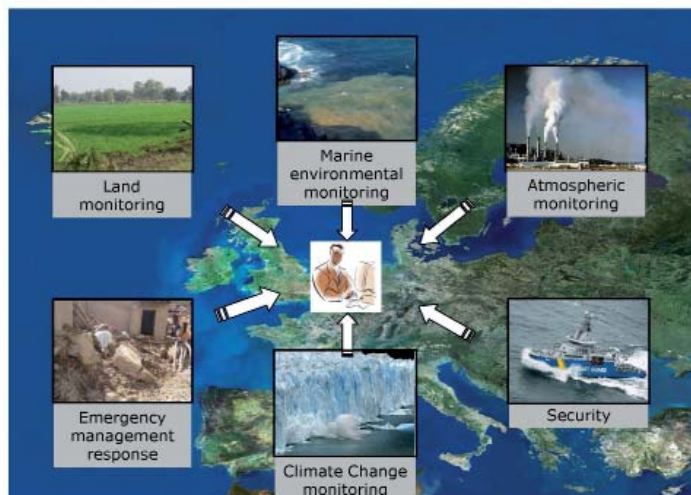 Land
monitoring
Marine
environmental
monitoring
Atmospheric
monitoring
Emergency
management
response
Climate Change
monitoring
Security